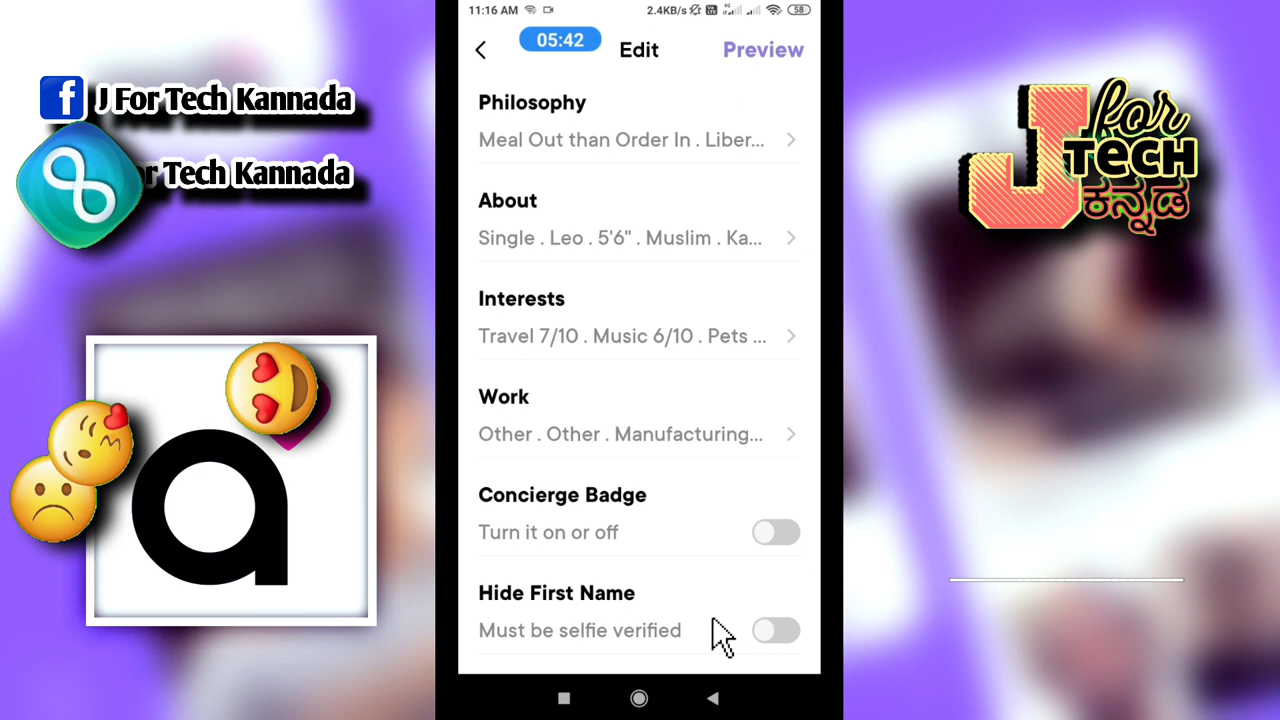 J For Tech Kannada
or Tech Kannada
J for
TECH
ಕನ್ನಡ
11:16 AM
2.4KB/s
4G
58
05:42
Edit
Preview
Philosophy
Meal Out than Order In . Liber...
About
Single . Leo . 5'6" . Muslim . Ka...
Interests
Travel 7/10 . Music 6/10 . Pets ...
Work
Other . Other . Manufacturing...
Concierge Badge
Turn it on or off
Hide First Name
Must be selfie verified
a